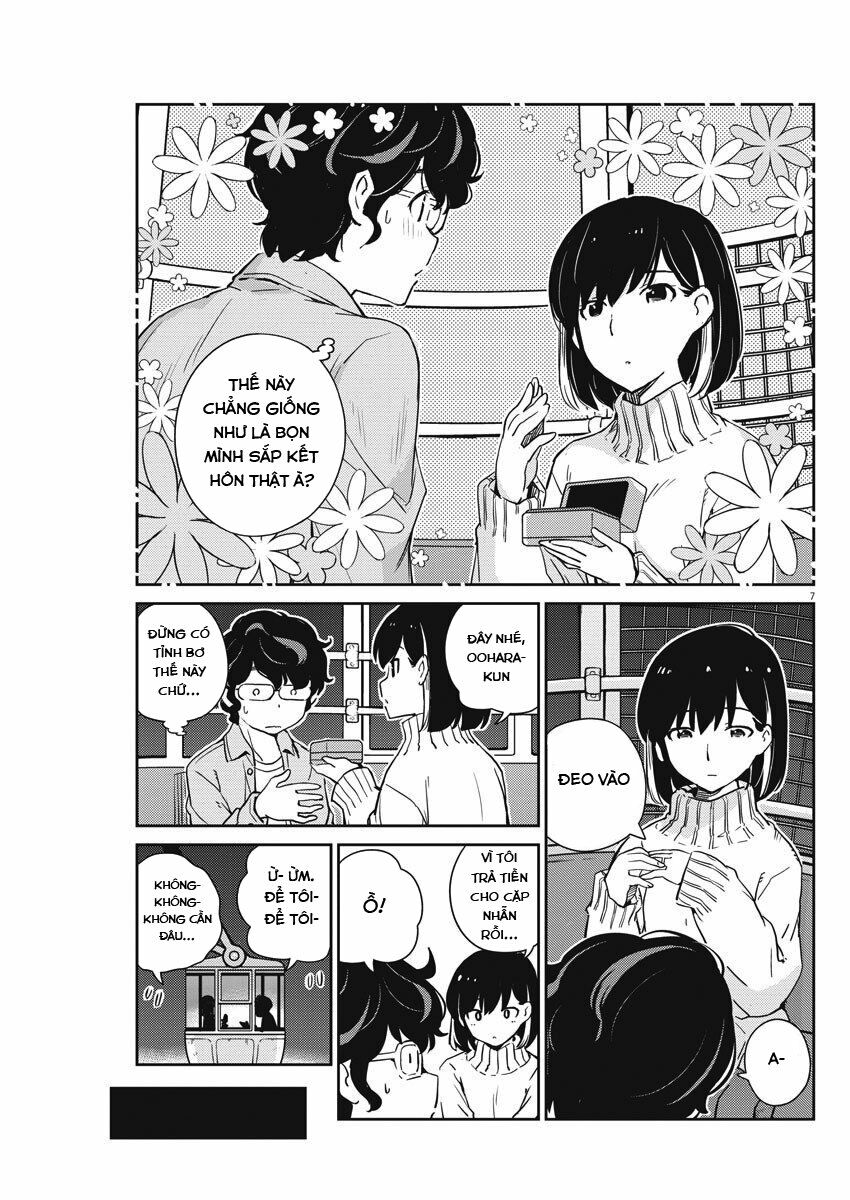 THẾ NÀY
CHẲNG GIỐNG
NHƯ LÀ BỌN
MÌNH SẮP KẾT
HÔN THẬT À?
7
ĐEO VÀO
A-
ĐÂY NHÉ,
OOHARA-
KUN
ĐỪNG CÓ
TỈNH BƠ
THẾ NÀY
CHỨ...
VÌ TÔI
TRẢ TIỀN
CHO CẶP
NHẪN
RỒI...
Ồ!
Ừ- ỪM.
ĐỂ TÔI-
ĐỂ TÔI-
KHÔNG-
KHÔNG-
KHÔNG CẦN
ĐÂU...